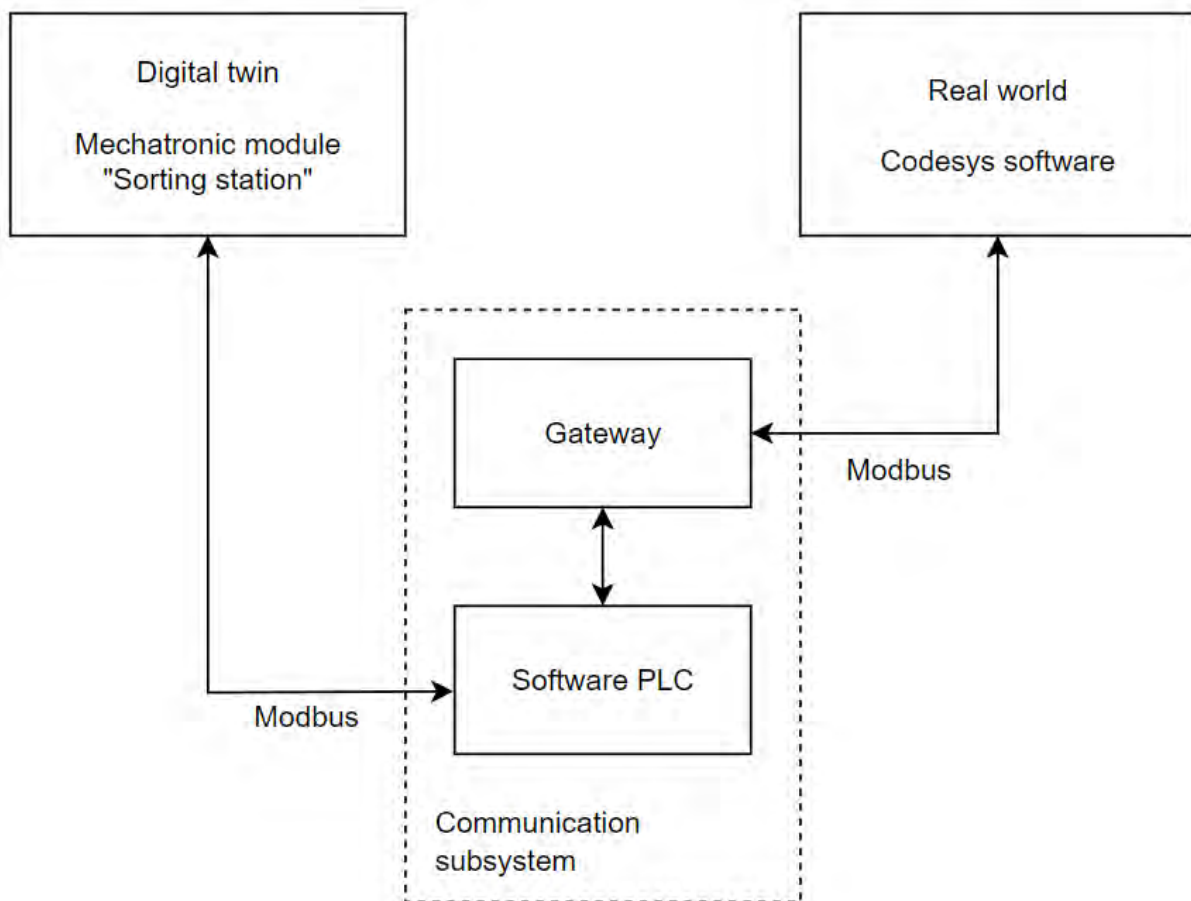 Digital twin
Mechatronic module
"Sorting station"
Real world
Codesys software
Gateway
Modbus
Software PLC
Modbus
Communication
subsystem